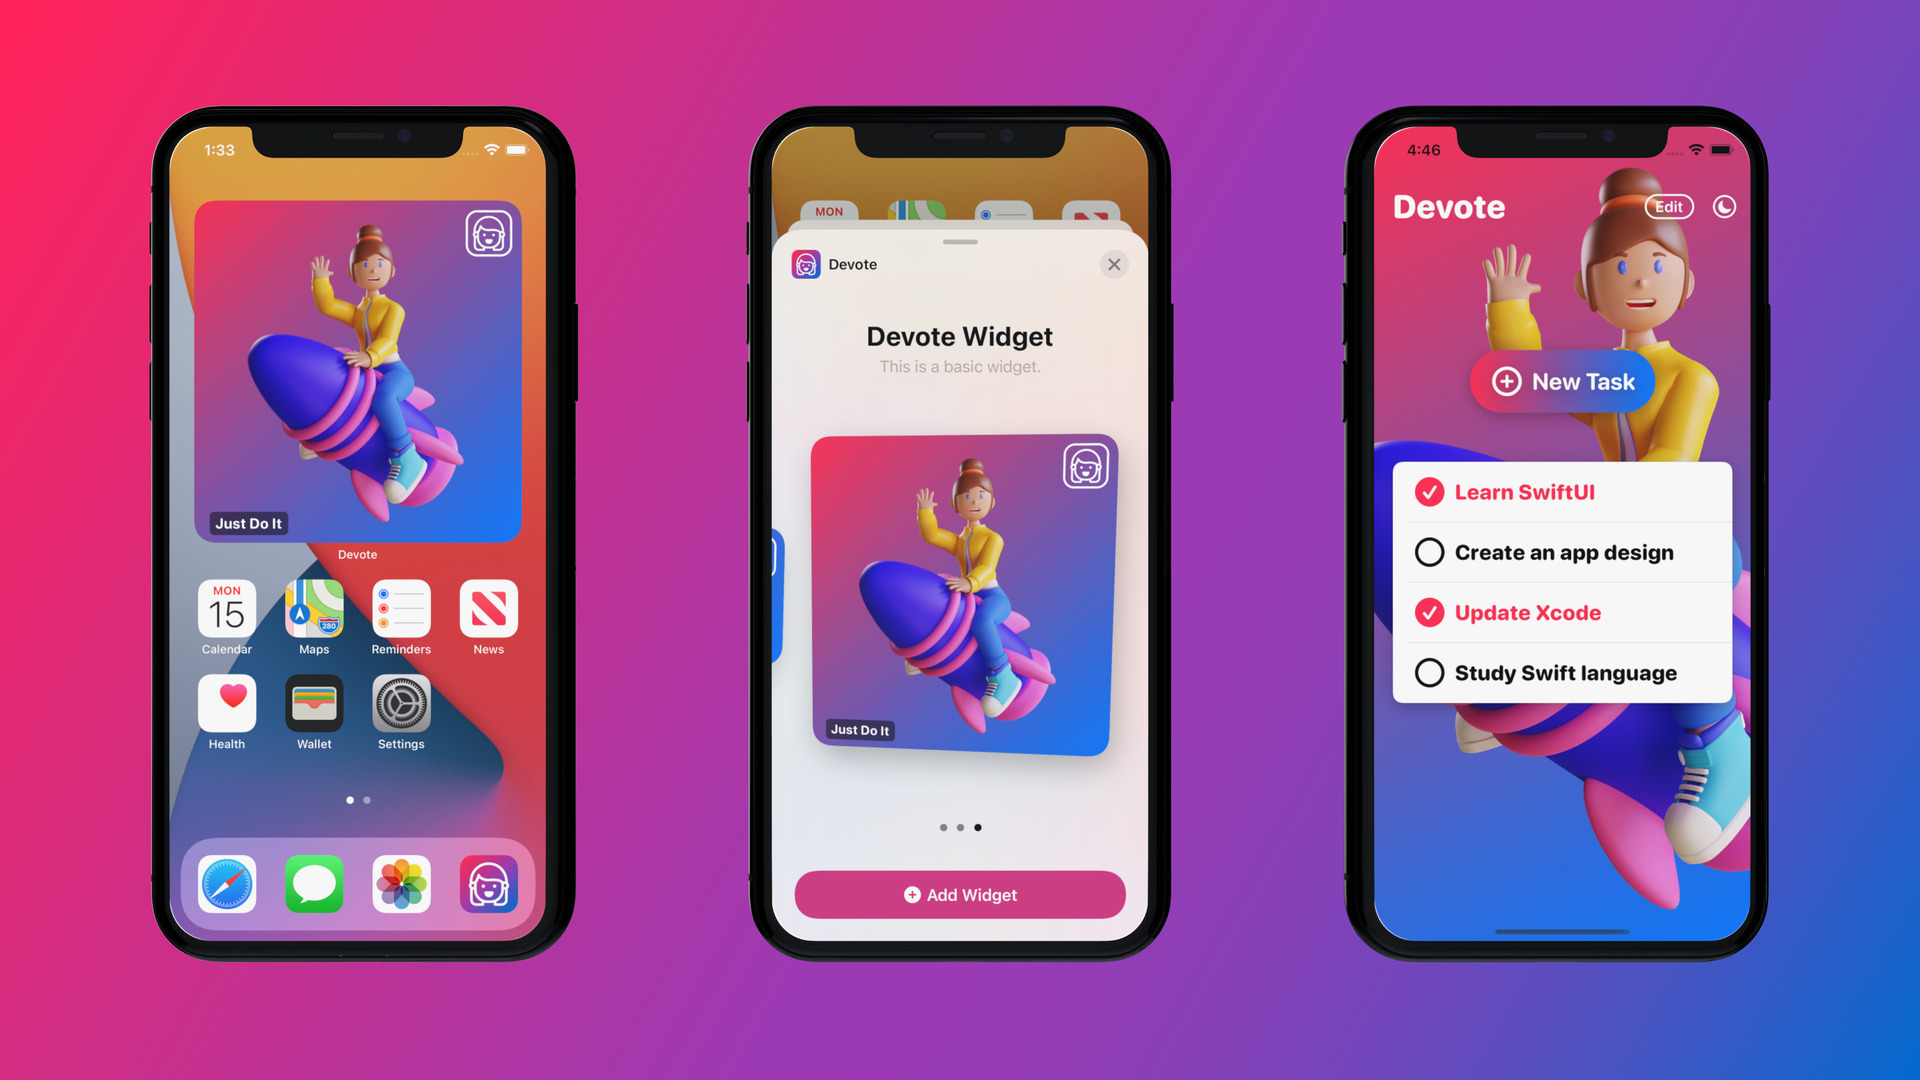 1:33
Just Do It
Devote
MON
15
280
Calendar
Maps
Reminders
News
Health
Wallet
Settings
MON
Devote
Devote Widget
This is a basic widget.
Just Do It
Add Widget
4:46
Devote
Edit
New Task
Learn SwiftUI
Create an app design
Update Xcode
Study Swift language